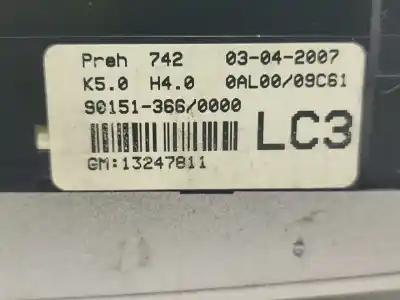 Preh 742 03-04-2007
K5.0 H4.0 0AL00/09C61
90151-366/0000
LC3
GM:13247811